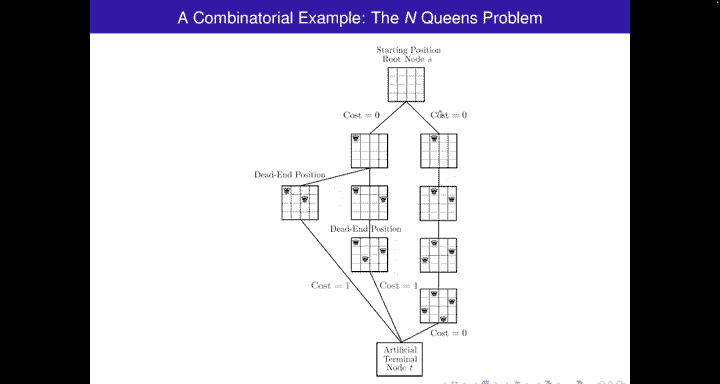 A Combinatorial Example: The N Queens Problem
Starting Position
Root Node s
Cost = 0
Cost = 0
Dead-End Position
Dead-End Position
Cost = 1
Cost = 1
Cost = 0
Artificial
Terminal
Node t